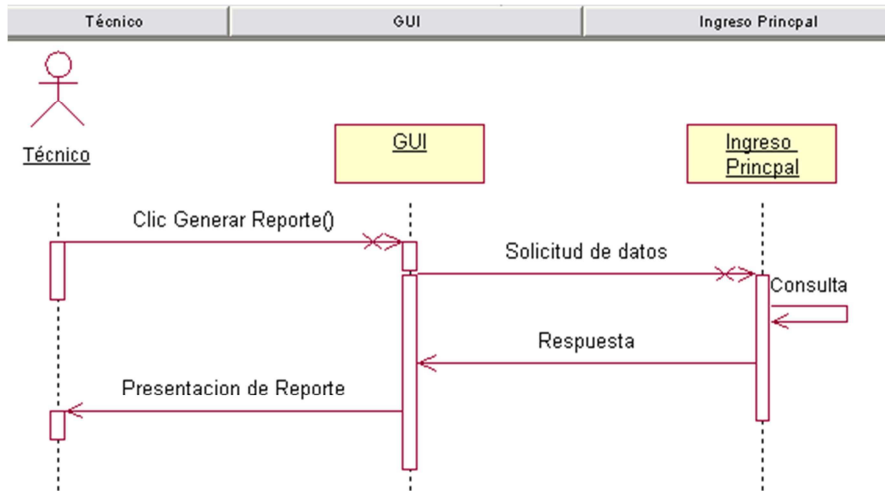 Técnico
GUI
Ingreso Princpal
Técnico
GUI
Ingreso
Princpal
Clic Generar Reporte()
Solicitud de datos
Consulta
Respuesta
Presentacion de Reporte